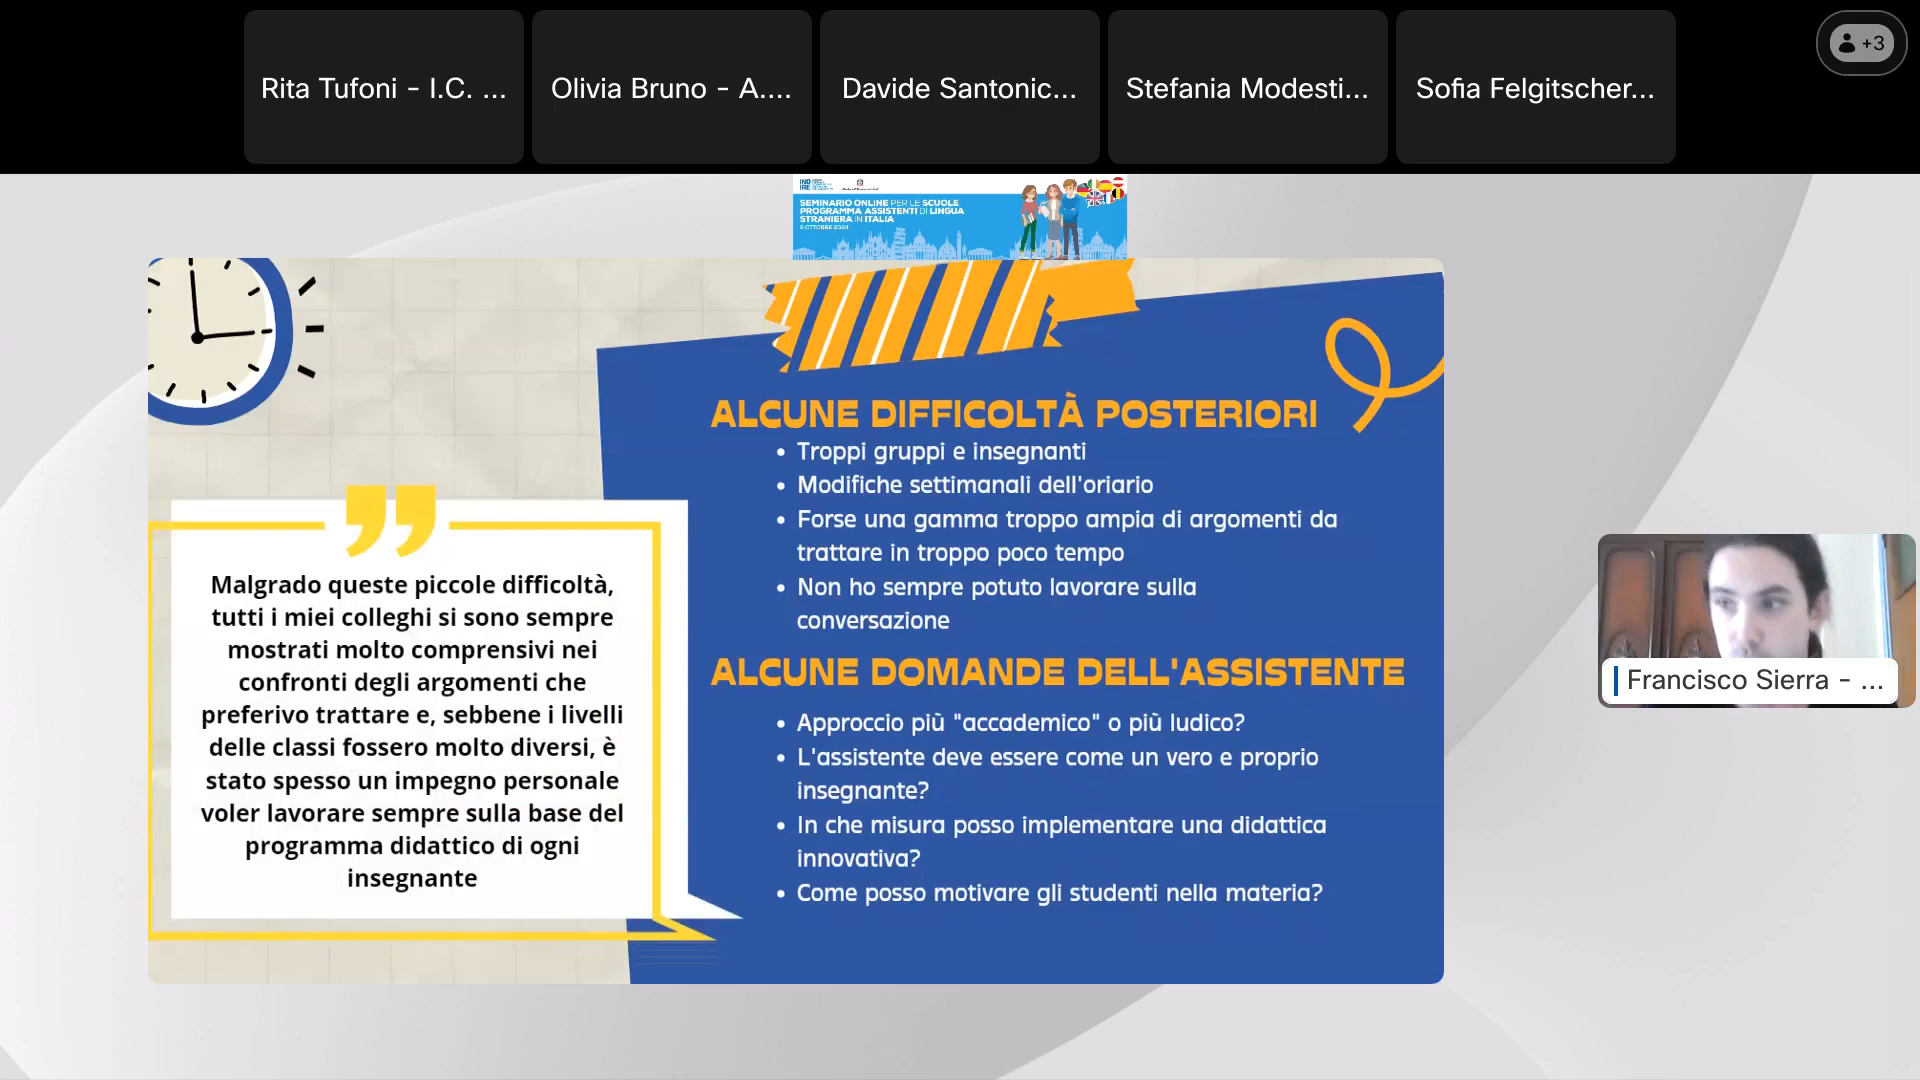 Rita Tufoni - I.C. ...
Olivia Bruno - A....
Davide Santonic...
Stefania Modesti...
Sofia Felgitscher...
+3
INDIRE
SEMINARIO ONLINE PER LE SCUOLE
PROGRAMMA ASSISTENTI DI LINGUA
STRANIERA IN ITALIA
ALCUNE DIFFICOLTÀ POSTERIORI
• Troppi gruppi e insegnanti
• Modifiche settimanali dell'oriario
• Forse una gamma troppo ampia di argomenti da
trattare in troppo poco tempo
• Non ho sempre potuto lavorare sulla
conversazione
Malgrado queste piccole difficoltà,
tutti i miei colleghi si sono sempre
mostrati molto comprensivi nei
confronti degli argomenti che
preferivo trattare e, sebbene i livelli
delle classi fossero molto diversi, è
stato spesso un impegno personale
voler lavorare sempre sulla base del
programma didattico di ogni
insegnante
ALCUNE DOMANDE DELL'ASSISTENTE
• Approccio più "accademico" o più ludico?
• L'assistente deve essere come un vero e proprio
insegnante?
• In che misura posso implementare una didattica
innovativa?
• Come posso motivare gli studenti nella materia?
Francisco Sierra - ...